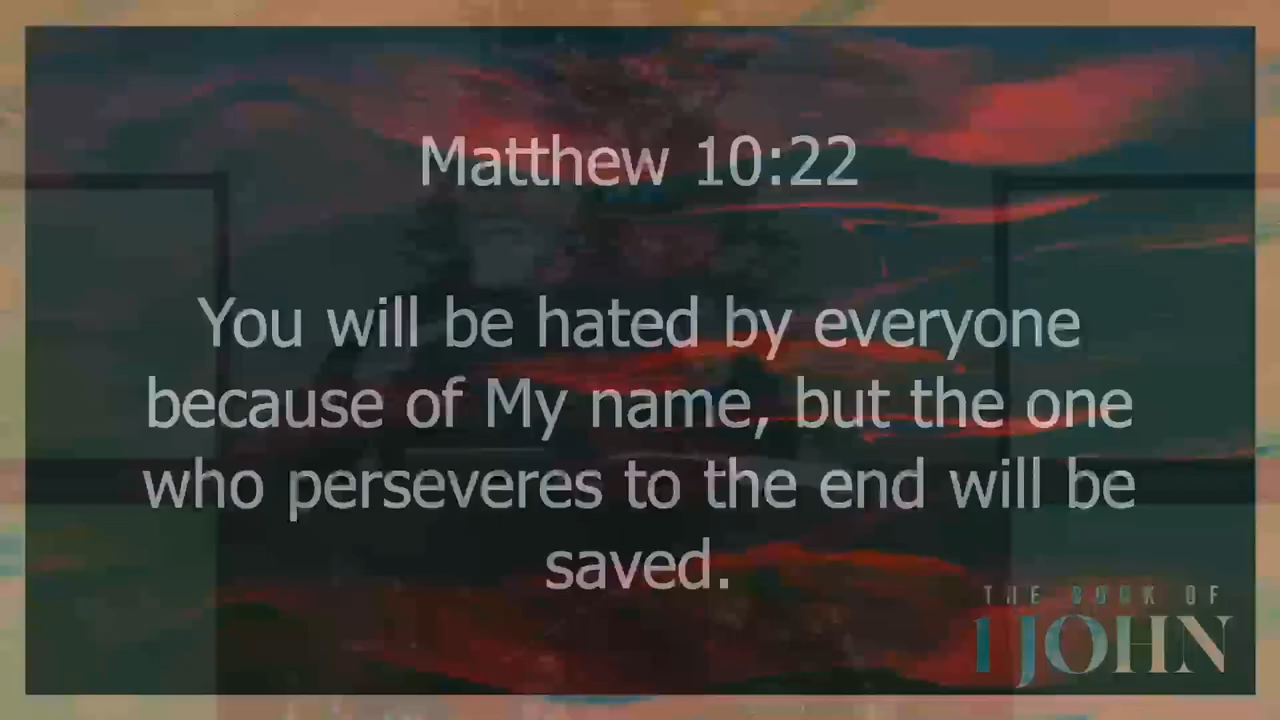 Matthew 10:22
You will be hated by everyone
because of My name, but the one
who perseveres to the end will be
saved.
THE BOOK OF
1 JOHN